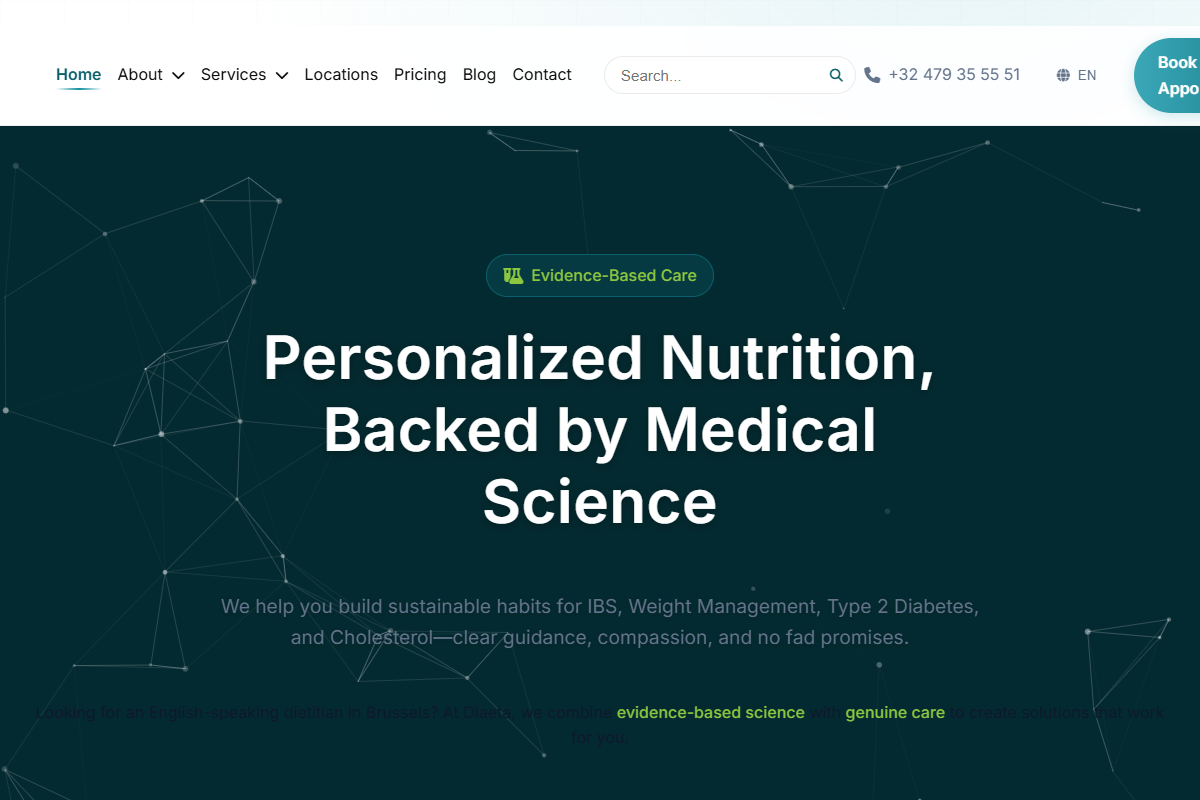 Home About Services Locations Pricing Blog Contact Search... +32 479 35 55 51 EN Book
Appo
Evidence-Based Care
Personalized Nutrition,
Backed by Medical
Science
We help you build sustainable habits for IBS, Weight Management, Type 2 Diabetes,
and Cholesterol—clear guidance, compassion, and no fad promises.
Looking for an English-speaking dietitian in Brussels? At Diaeta, we combine evidence-based science with genuine care to create solutions that work
for you.